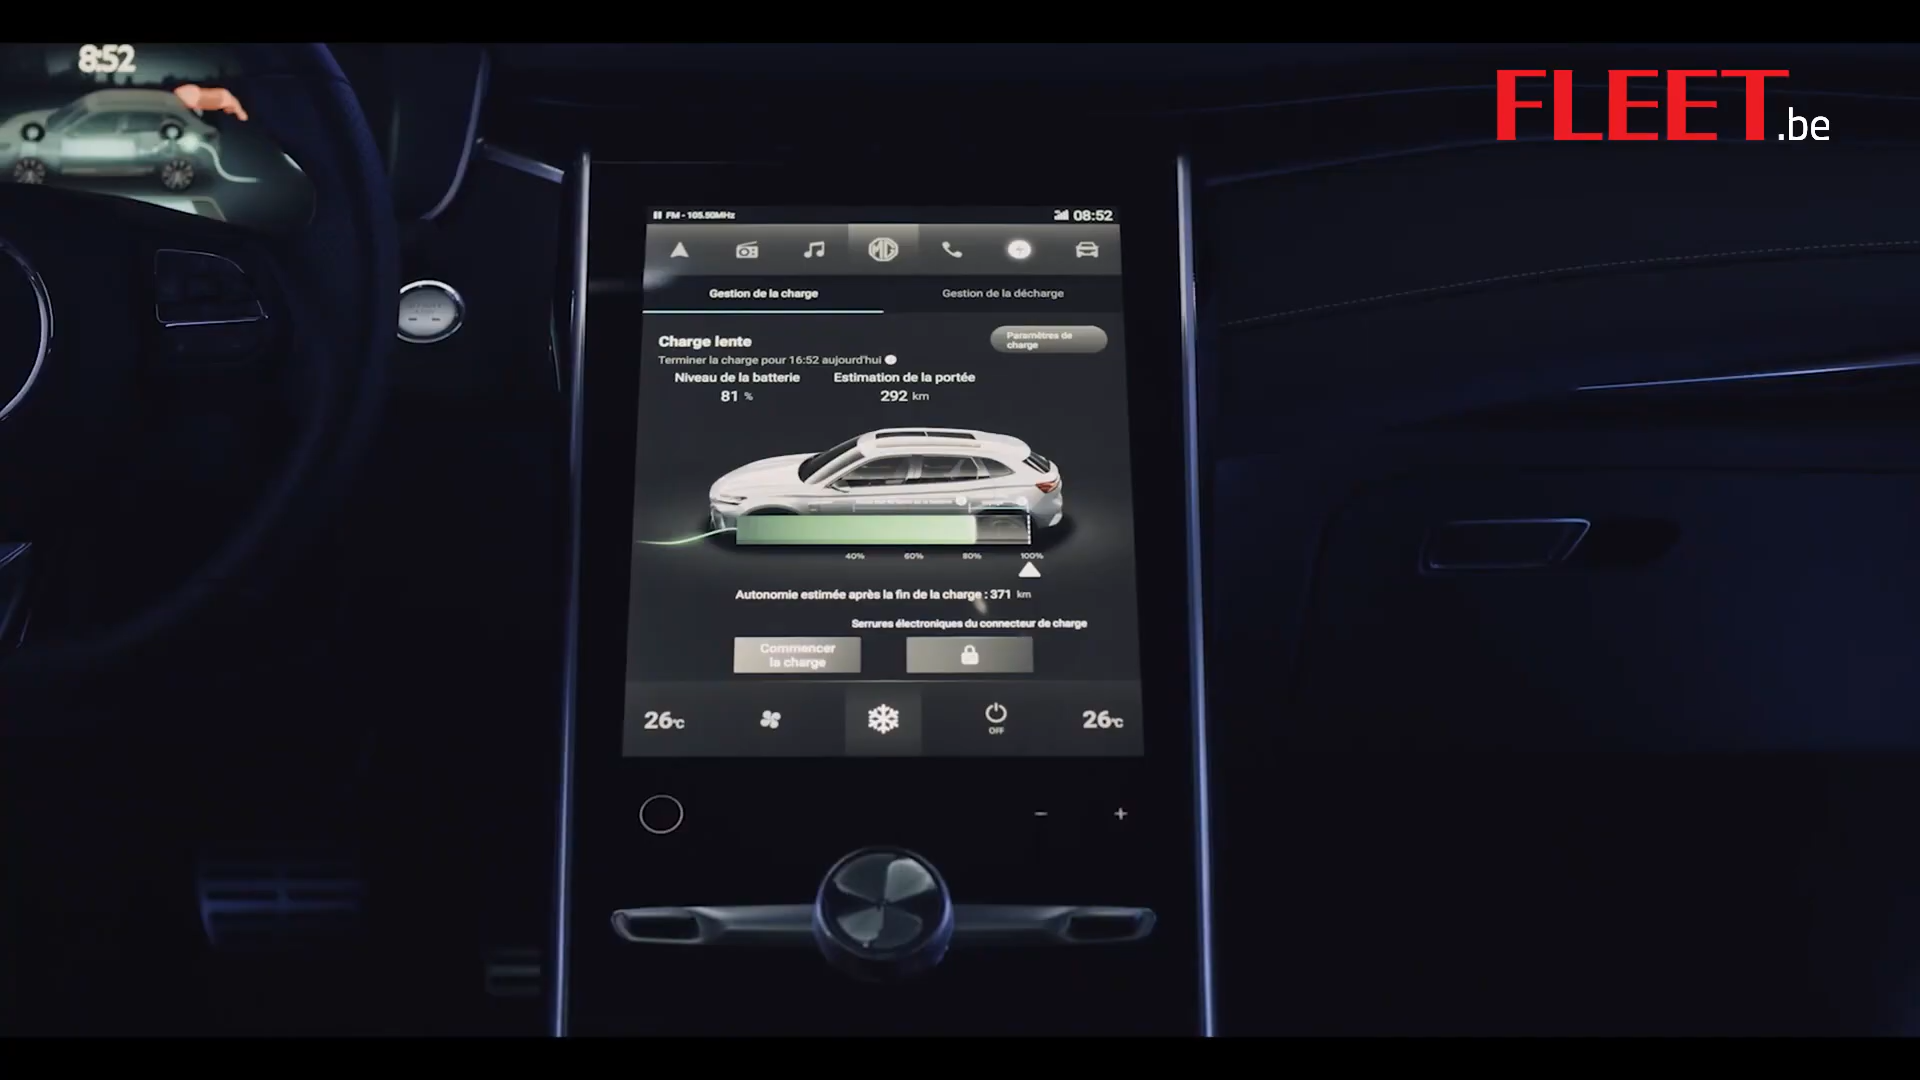 8:52
FLEET.be
FM - 105.50MHz
08:52
MG
Gestion de la charge
Gestion de la décharge
Charge lente
Paramètres de
charge
Terminer la charge pour 16:52 aujourd'hui
Niveau de la batterie
Estimation de la portée
81 %
292 km
40%
60%
80%
100%
Autonomie estimée après la fin de la charge : 371 km
Serrures électroniques du connecteur de charge
Commencer
la charge
26°C
OFF
26°C
- +